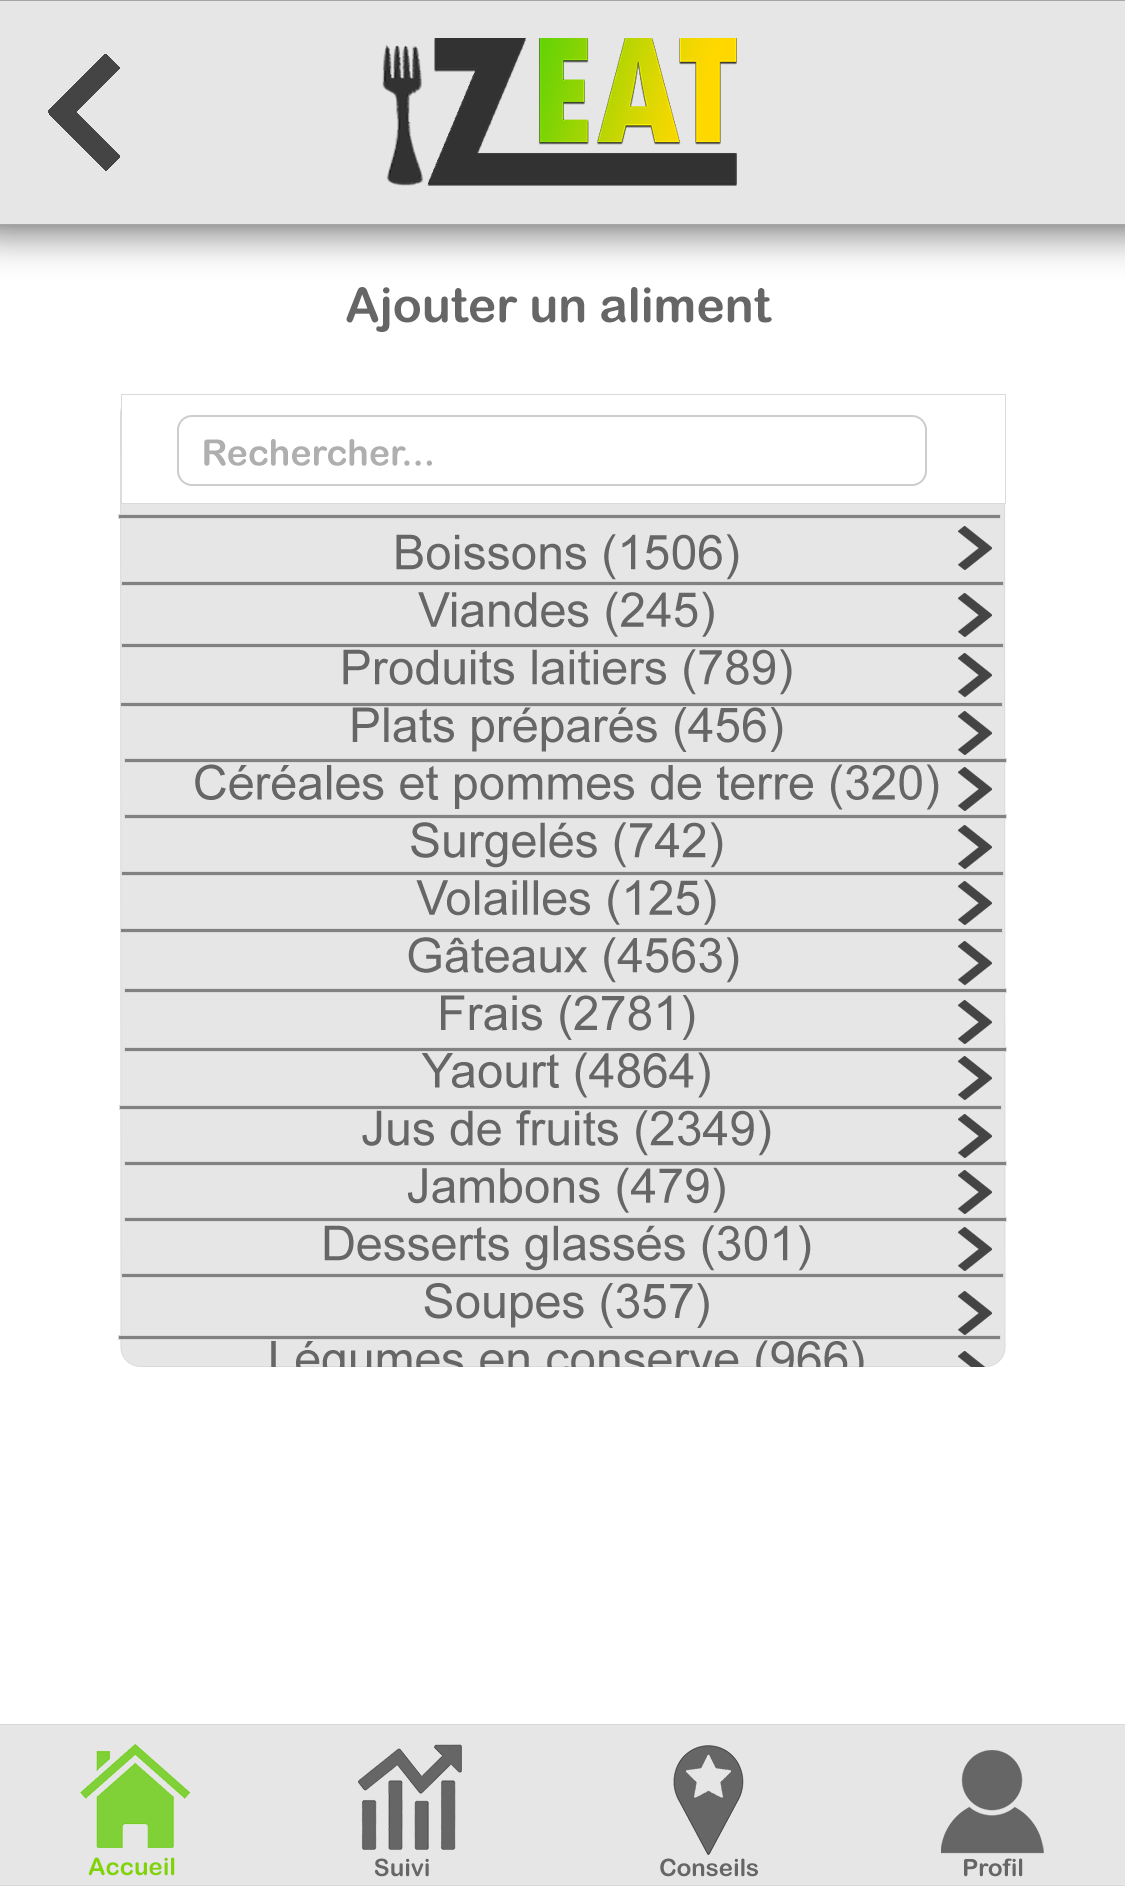 ZEAT
Ajouter un aliment
Rechercher...
Boissons (1506)
Viandes (245)
Produits laitiers (789)
Plats préparés (456)
Céréales et pommes de terre (320)
Surgelés (742)
Volailles (125)
Gâteaux (4563)
Frais (2781)
Yaourt (4864)
Jus de fruits (2349)
Jambons (479)
Desserts glassés (301)
Soupes (357)
Légumes en conserve (966)
Accueil
Suivi
Conseils
Profil